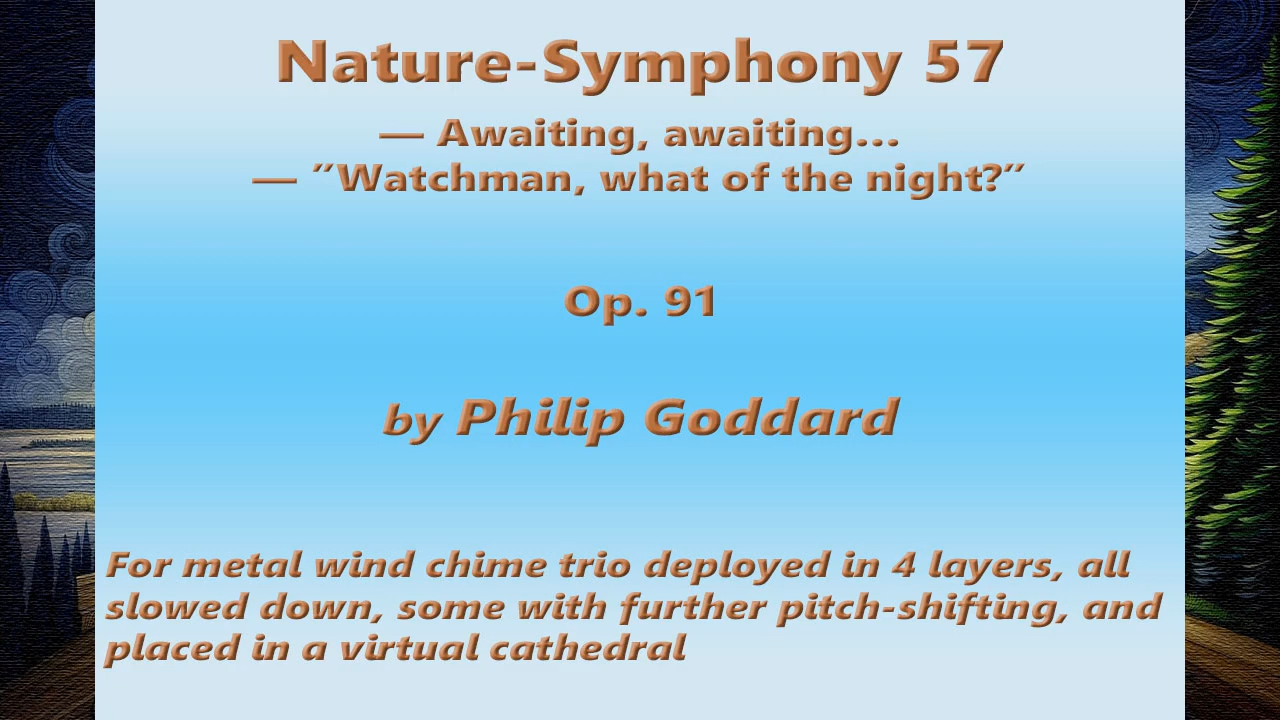 Nature-Symphony 57
— Awaiting, awaiting...
— ″Watchman, what of the night?″
Op. 91
by Philip Goddard
For metal wind chime trio deployed in 4 layers, all
slowed down, some with further pitch-shifting, and
placed in a virtual cathedral